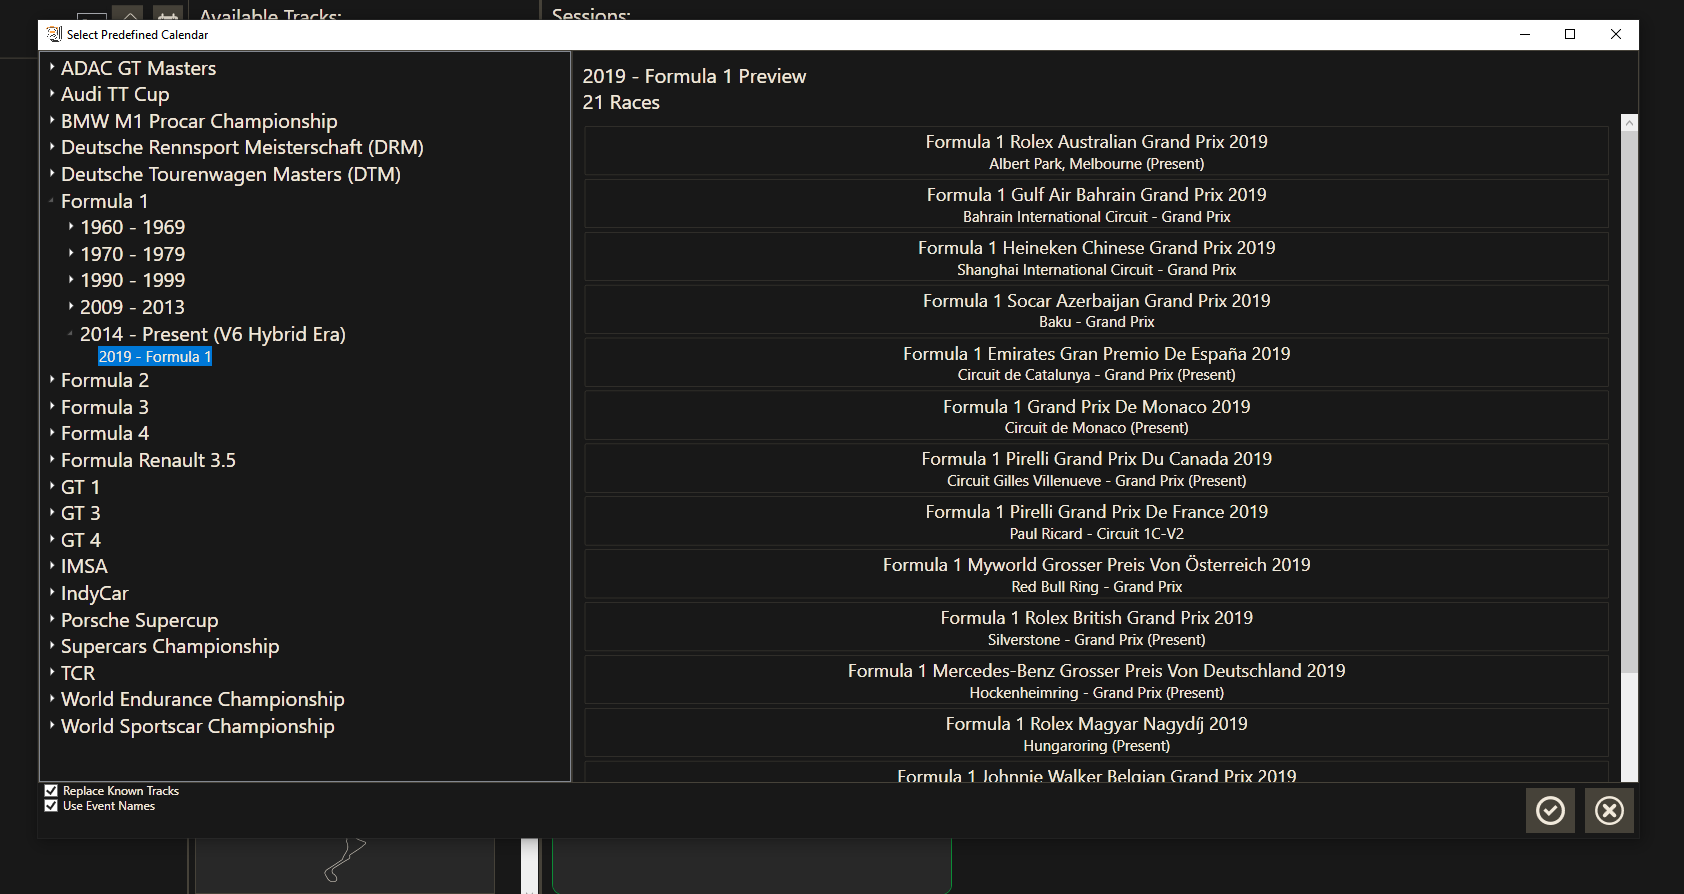 Available Tracks:
Sessions:
Select Predefined Calendar
ADAC GT Masters
Audi TT Cup
BMW M1 Procar Championship
Deutsche Rennsport Meisterschaft (DRM)
Deutsche Tourenwagen Masters (DTM)
Formula 1
1960 - 1969
1970 - 1979
1990 - 1999
2009 - 2013
2014 - Present (V6 Hybrid Era)
2019 - Formula 1
Formula 2
Formula 3
Formula 4
Formula Renault 3.5
GT 1
GT 3
GT 4
IMSA
IndyCar
Porsche Supercup
Supercars Championship
TCR
World Endurance Championship
World Sportscar Championship
2019 - Formula 1 Preview
21 Races
Formula 1 Rolex Australian Grand Prix 2019
Albert Park, Melbourne (Present)
Formula 1 Gulf Air Bahrain Grand Prix 2019
Bahrain International Circuit - Grand Prix
Formula 1 Heineken Chinese Grand Prix 2019
Shanghai International Circuit - Grand Prix
Formula 1 Socar Azerbaijan Grand Prix 2019
Baku - Grand Prix
Formula 1 Emirates Gran Premio De España 2019
Circuit de Catalunya - Grand Prix (Present)
Formula 1 Grand Prix De Monaco 2019
Circuit de Monaco (Present)
Formula 1 Pirelli Grand Prix Du Canada 2019
Circuit Gilles Villenueve - Grand Prix (Present)
Formula 1 Pirelli Grand Prix De France 2019
Paul Ricard - Circuit 1C-V2
Formula 1 Myworld Grosser Preis Von Österreich 2019
Red Bull Ring - Grand Prix
Formula 1 Rolex British Grand Prix 2019
Silverstone - Grand Prix (Present)
Formula 1 Mercedes-Benz Grosser Preis Von Deutschland 2019
Hockenheimring - Grand Prix (Present)
Formula 1 Rolex Magyar Nagydíj 2019
Hungaroring (Present)
Formula 1 Johnnie Walker Belgian Grand Prix 2019
Replace Known Tracks
Use Event Names